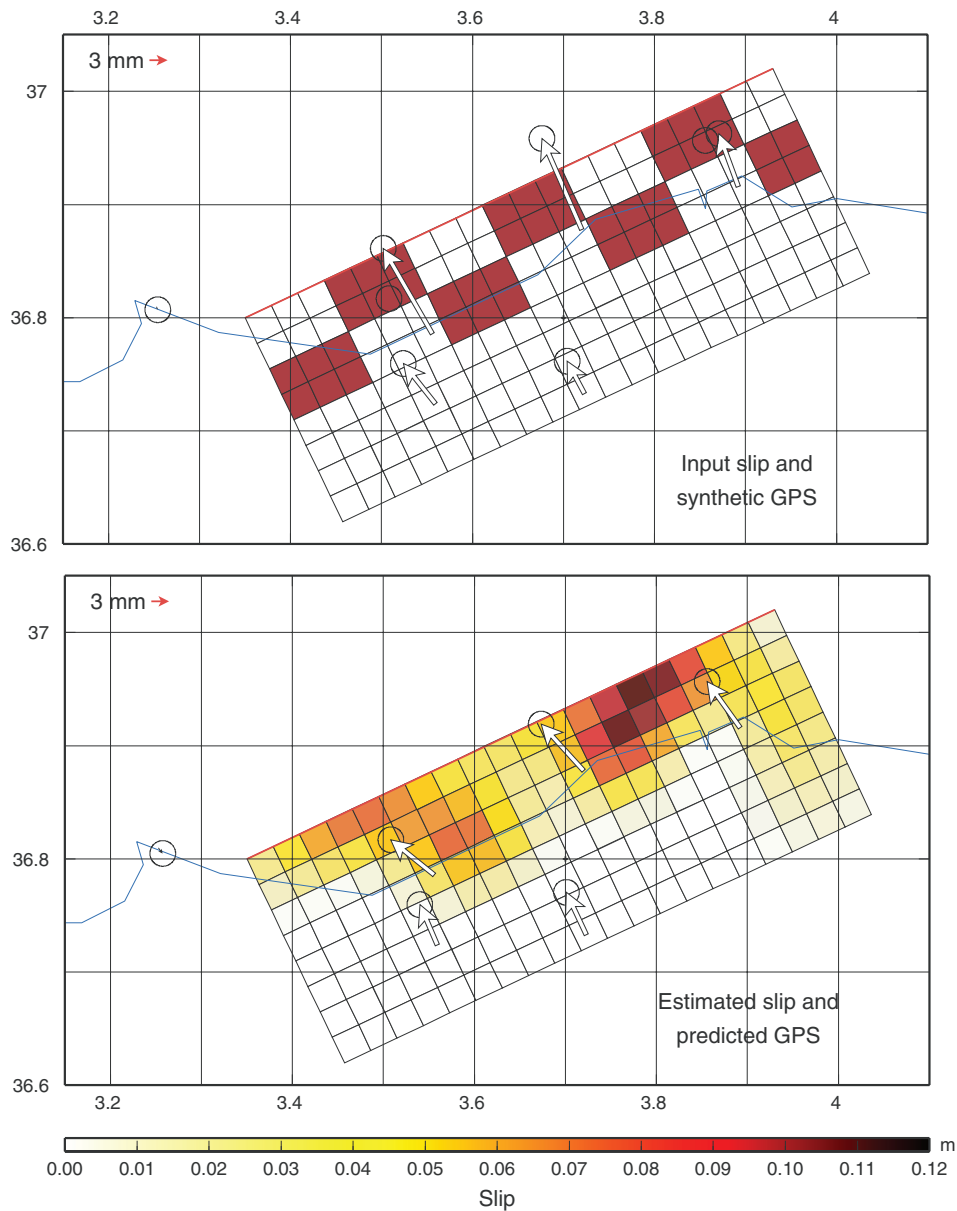 3.2 3.4 3.6 3.8 4
3 mm
37
36.8
Input slip and
synthetic GPS
36.6
3 mm
37
36.8
Estimated slip and
predicted GPS
36.6
3.2 3.4 3.6 3.8 4
m
0.00 0.01 0.02 0.03 0.04 0.05 0.06 0.07 0.08 0.09 0.10 0.11 0.12
Slip